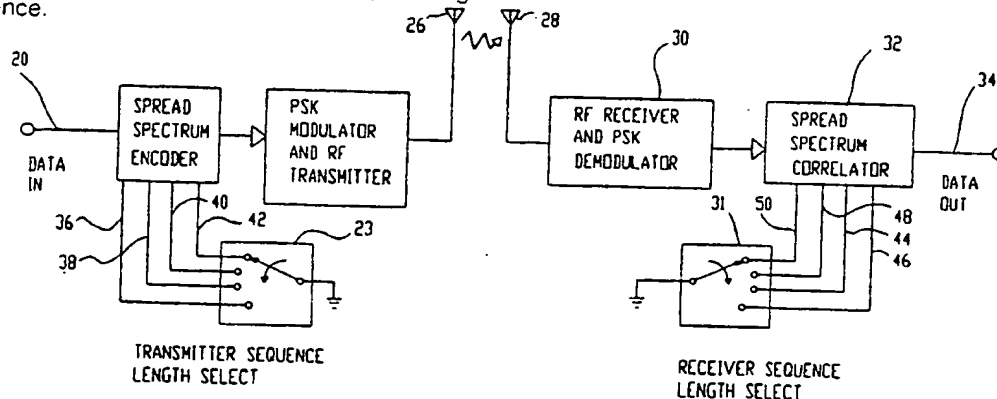 ence.
26
28
20
30
32
34
SPREAD
SPECTRUM
ENCODER
PSK
MODULATOR
AND RF
TRANSMITTER
RF RECEIVER
AND PSK
DEMODULATOR
SPREAD
SPECTRUM
CORRELATOR
DATA
IN
DATA
OUT
36
38
40
42
23
31
50
48
44
46
TRANSMITTER SEQUENCE
LENGTH SELECT
RECEIVER SEQUENCE
LENGTH SELECT